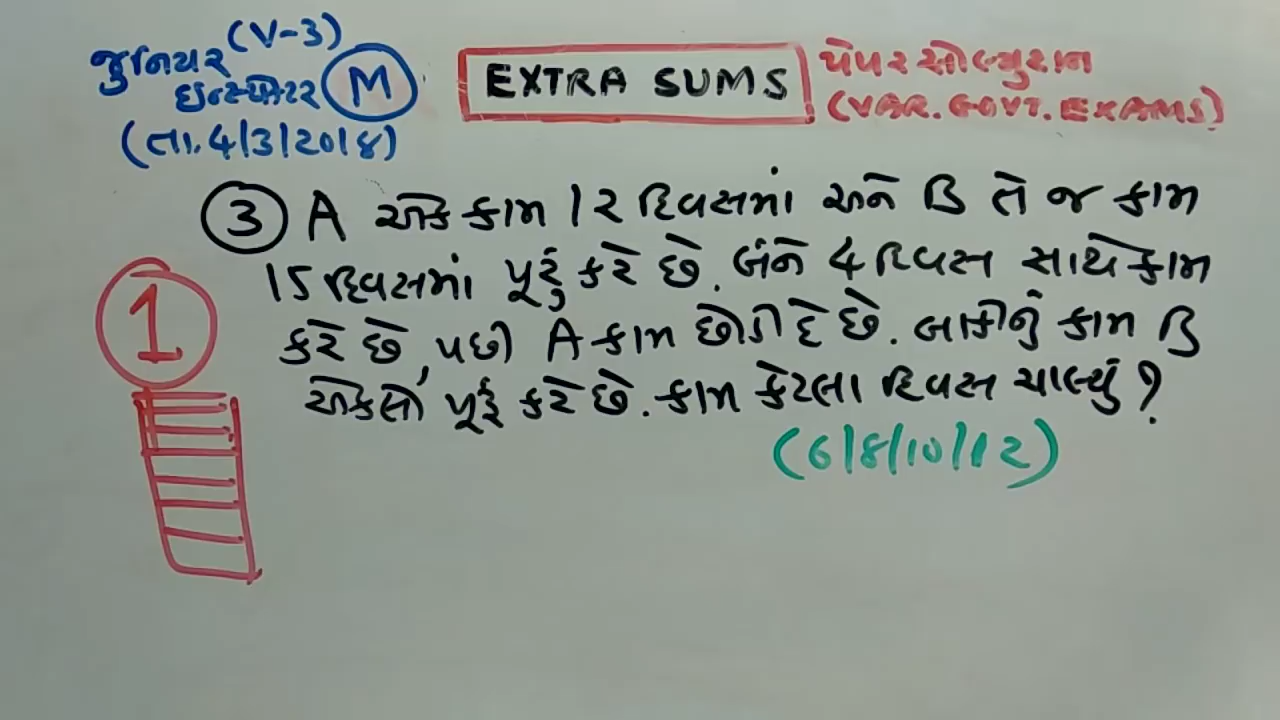 જુનિયર (V-3)
ઇન્સ્પેક્ટર M
(તા. 4/3/2018)
EXTRA SUMS
પેપર સોલ્યુશન
(VAR. GOVT. EXAMS)
3 A એક કામ 12 દિવસમાં અને B તે જ કામ
15 દિવસમાં પૂરું કરે છે. બંને 4 દિવસ સાથે કામ
કરે છે, પછી A કામ છોડી દે છે. બાકીનું કામ B
એકલો પૂરું કરે છે. કામ કેટલા દિવસ ચાલ્યું ?
(6/8/10/12)
1